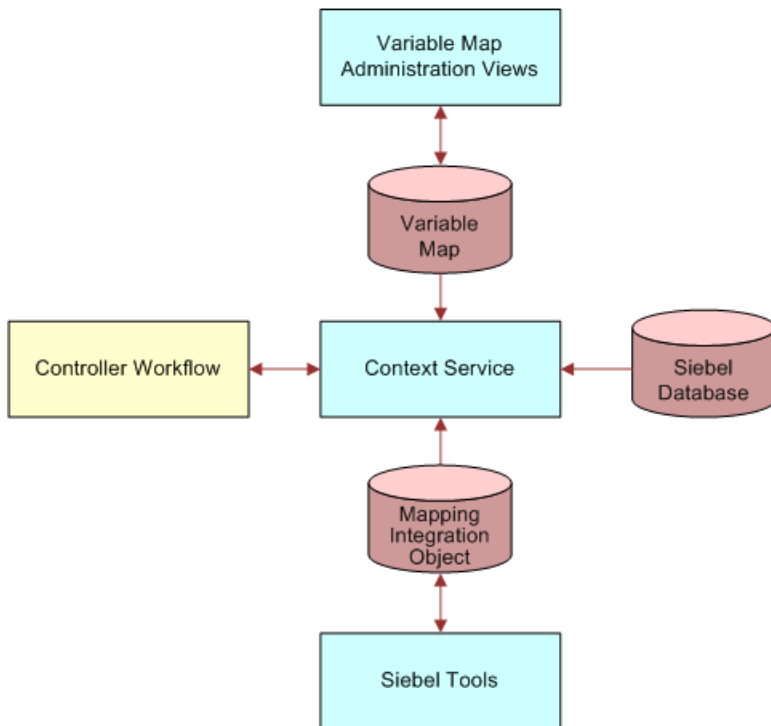 Variable Map
Administration Views
Variable
Map
Controller Workflow
Context Service
Siebel
Database
Mapping
Integration
Object
Siebel Tools